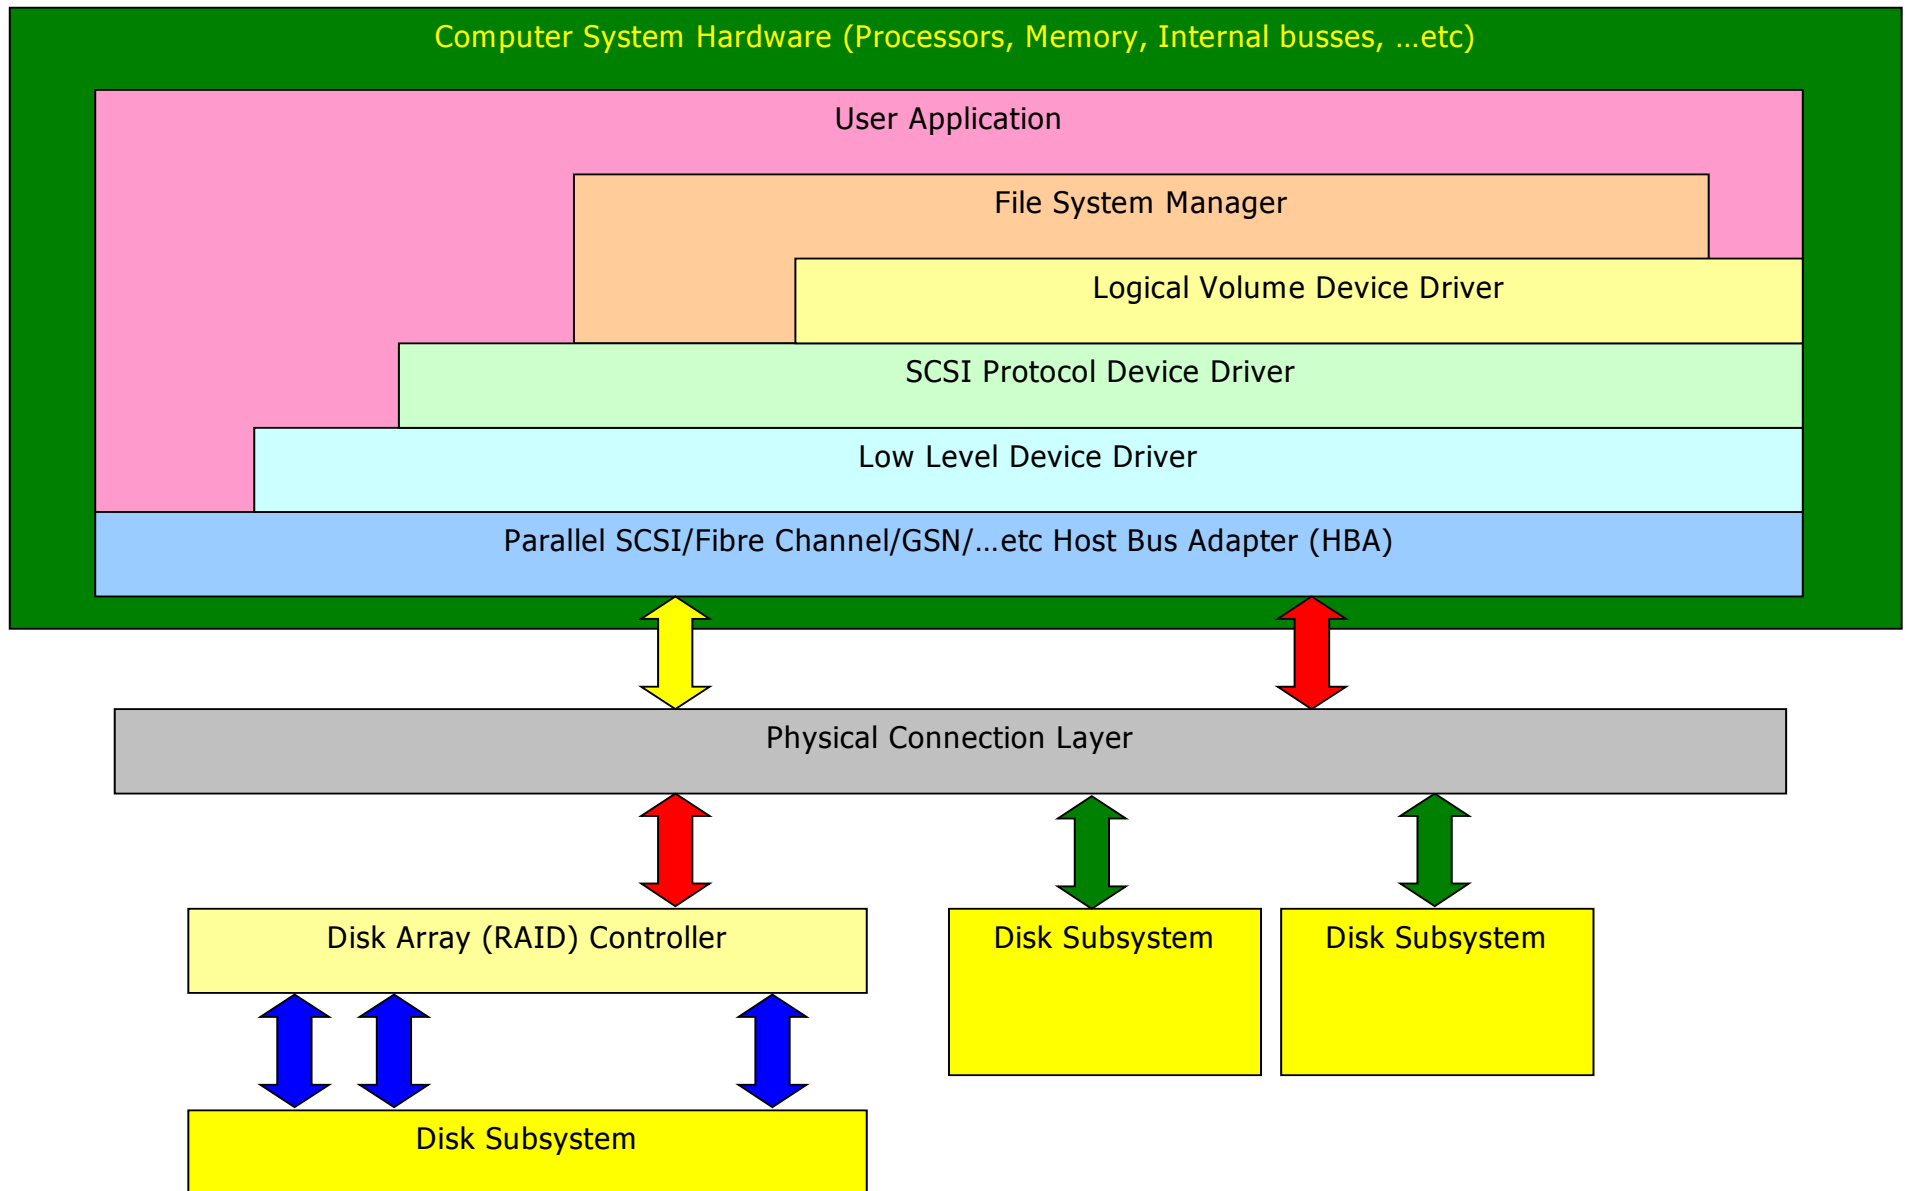 Computer System Hardware (Processors, Memory, Internal busses, …etc)
User Application
File System Manager
Logical Volume Device Driver
SCSI Protocol Device Driver
Low Level Device Driver
Parallel SCSI/Fibre Channel/GSN/…etc Host Bus Adapter (HBA)
Physical Connection Layer
Disk Array (RAID) Controller
Disk Subsystem
Disk Subsystem
Disk Subsystem